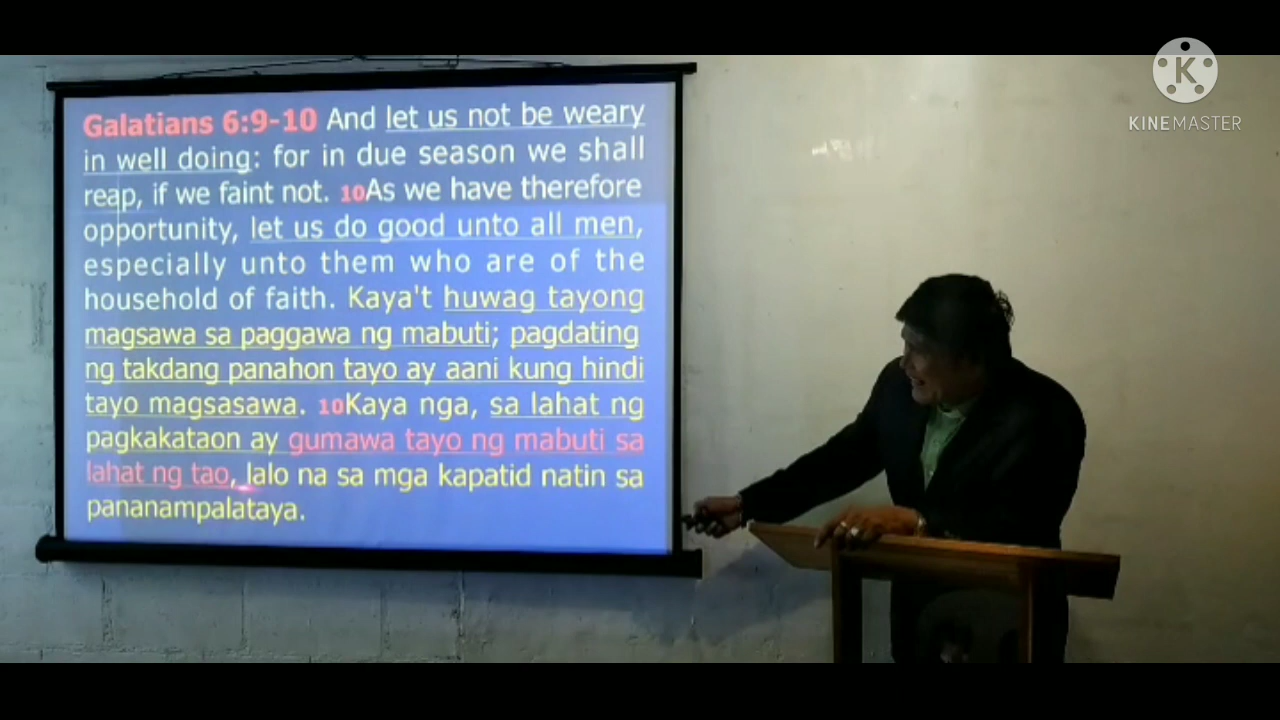 Galatians 6:9-10 And let us not be weary
in well doing: for in due season we shall
reap, if we faint not. 10As we have therefore
opportunity, let us do good unto all men,
especially unto them who are of the
household of faith. Kaya't huwag tayong
magsawa sa paggawa ng mabuti; pagdating
ng takdang panahon tayo ay aani kung hindi
tayo magsasawa. 10Kaya nga, sa lahat ng
pagkakataon ay gumawa tayo ng mabuti sa
lahat ng tao, lalo na sa mga kapatid natin sa
pananampalataya.
K
KINEMASTER